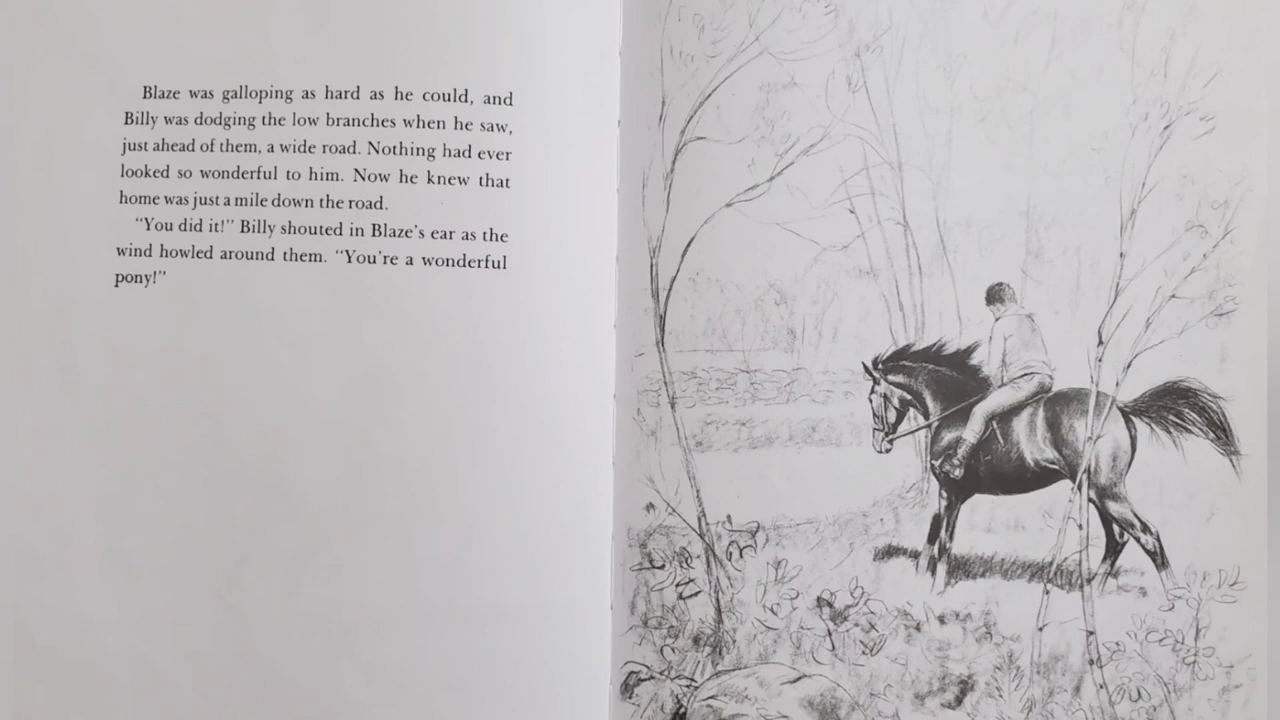 Blaze was galloping as hard as he could, and
Billy was dodging the low branches when he saw,
just ahead of them, a wide road. Nothing had ever
looked so wonderful to him. Now he knew that
home was just a mile down the road.
“You did it!” Billy shouted in Blaze’s ear as the
wind howled around them. “You’re a wonderful
pony!”